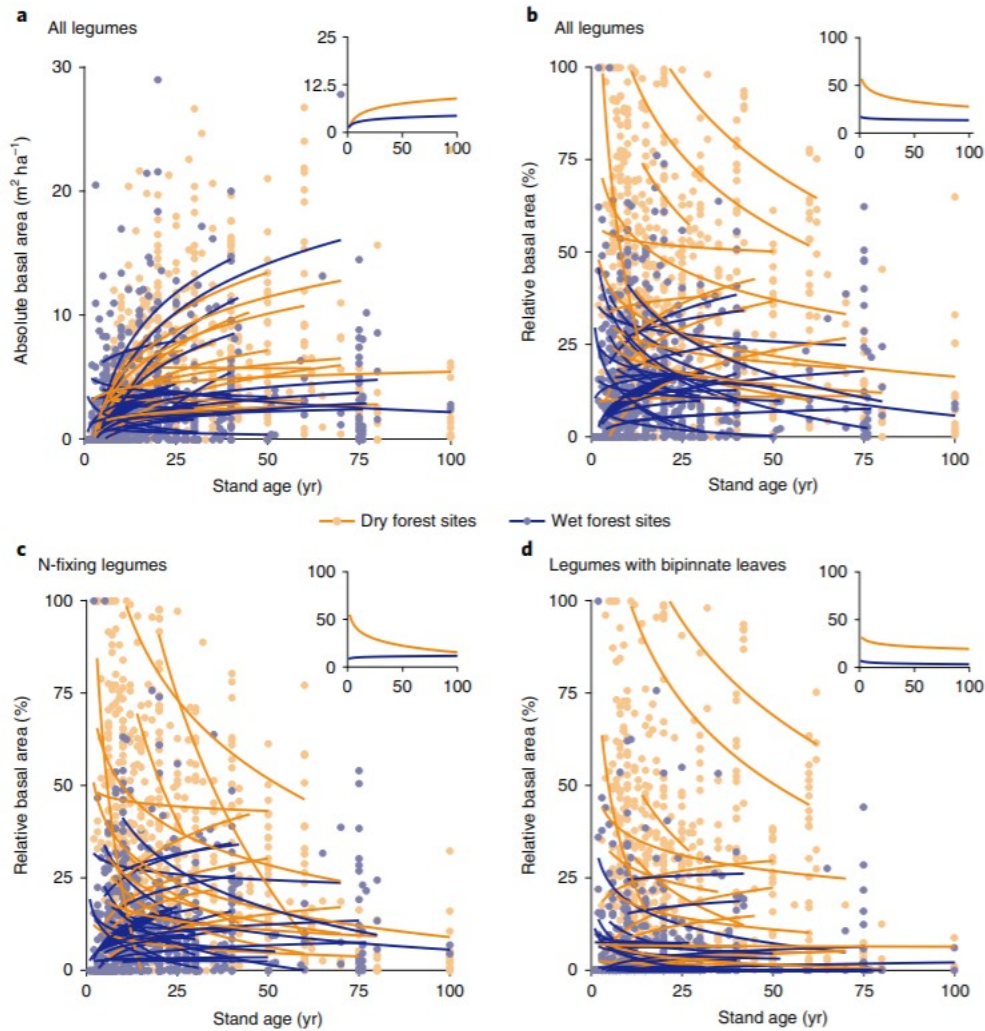 a
All legumes
Absolute basal area (m² ha⁻¹)
30
20
10
0
0 25 50 75 100
Stand age (yr)
25
12.5
0
0 50 100
b
All legumes
Relative basal area (%)
100
75
50
25
0
0 25 50 75 100
Stand age (yr)
100
50
0
0 50 100
Dry forest sites
Wet forest sites
c
N-fixing legumes
Relative basal area (%)
100
75
50
25
0
0 25 50 75 100
Stand age (yr)
100
50
0
0 50 100
d
Legumes with bipinnate leaves
Relative basal area (%)
100
75
50
25
0
0 25 50 75 100
Stand age (yr)
100
50
0
0 50 100